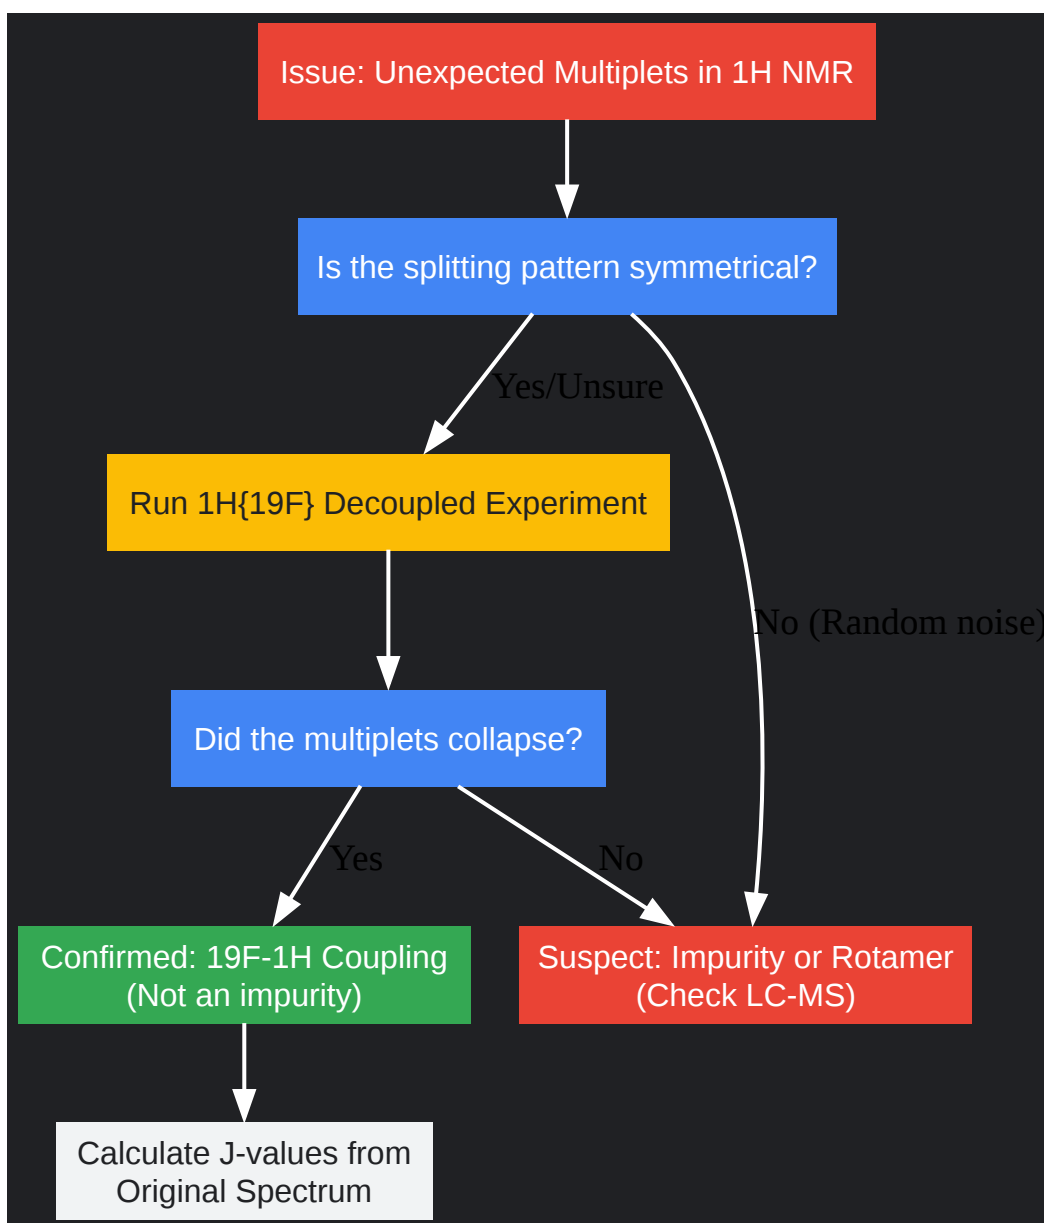 Issue: Unexpected Multiplets in 1H NMR
Is the splitting pattern symmetrical?
Yes/Unsure
Run 1H{19F} Decoupled Experiment
No (Random noise)
Did the multiplets collapse?
Yes
No
Confirmed: 19F-1H Coupling
(Not an impurity)
Suspect: Impurity or Rotamer
(Check LC-MS)
Calculate J-values from
Original Spectrum